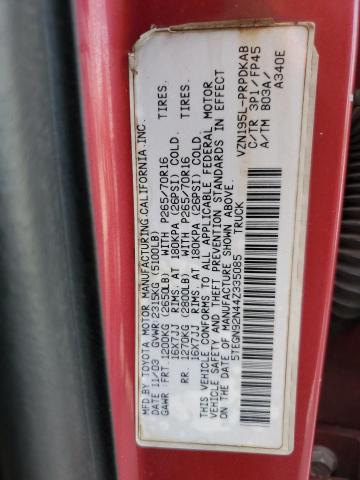 MFD BY TOYOTA MOTOR MANUFACTURING.CALIFORNIA.INC.
DATE 11/03 GVWR 2315KG (5100LB)
GAWR : FRT 1200KG (2650LB) WITH P265/70R16 TIRES.
16X7JJ RIMS. AT 180KPA (26PSI) COLD.
RR. 1270KG (2800LB) WITH P265/70R16 TIRES.
16X7JJ RIMS. AT 180KPA (26PSI) COLD.
THIS VEHICLE CONFORMS TO ALL APPLICABLE FEDERAL MOTOR
VEHICLE SAFETY AND THEFT PREVENTION STANDARDS IN EFFECT
ON THE DATE OF MANUFACTURE SHOWN ABOVE.
5TEGN92N44Z335085 TRUCK
VZN195L-PRPDKAB
C/TR 3P1/FP45
A/TM B03A/
A340E